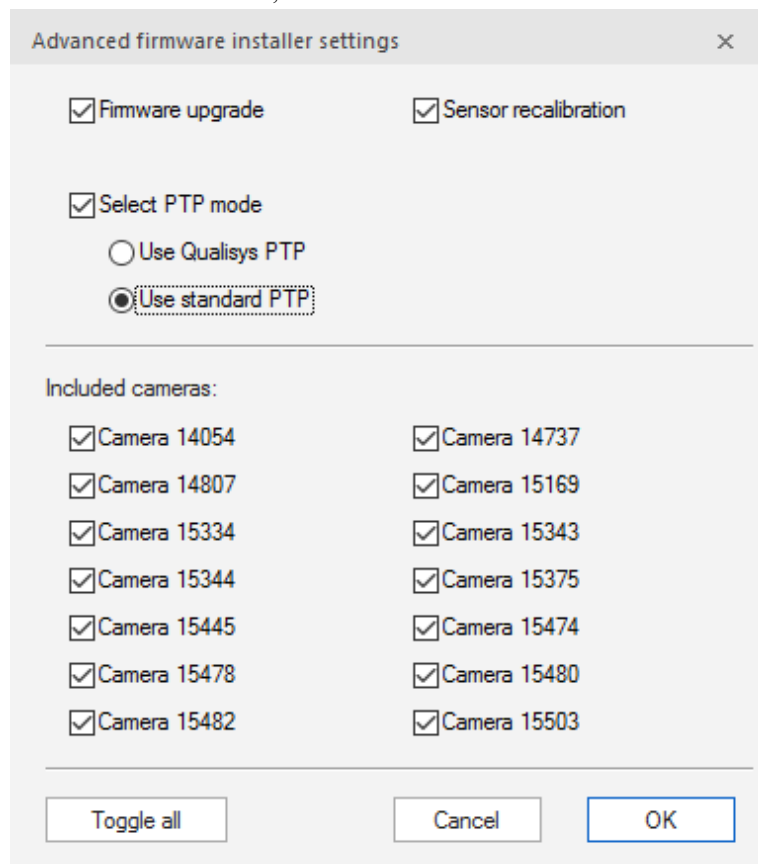 Advanced firmware installer settings
Firmware upgrade Sensor recalibration
Select PTP mode
Use Qualisys PTP
Use standard PTP
Included cameras:
Camera 14054 Camera 14737
Camera 14807 Camera 15169
Camera 15334 Camera 15343
Camera 15344 Camera 15375
Camera 15445 Camera 15474
Camera 15478 Camera 15480
Camera 15482 Camera 15503
Toggle all Cancel OK